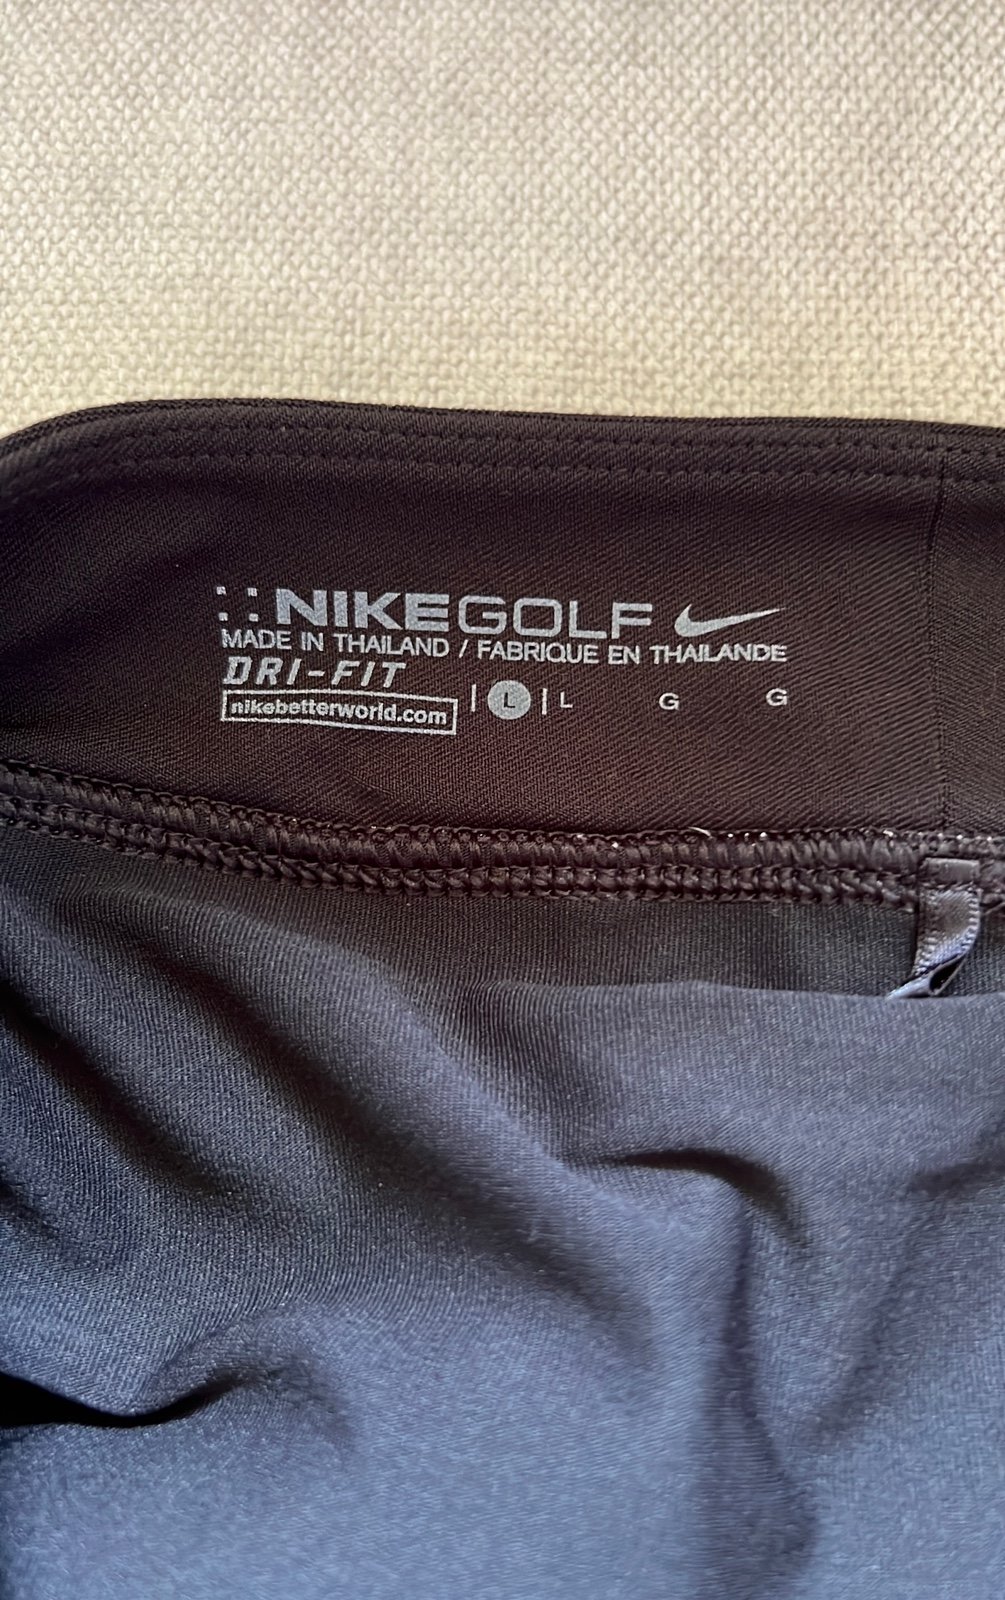 NIKEGOLF
MADE IN THAILAND / FABRIQUE EN THAILANDE
DRI-FIT
nikebetterworld.com | L | L G G